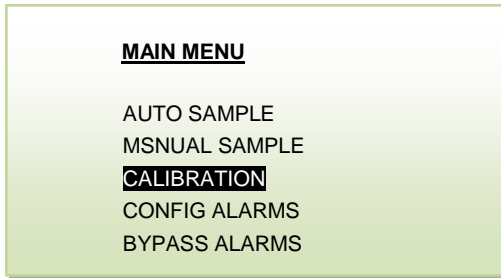 MAIN MENU
AUTO SAMPLE
MSNUAL SAMPLE
CALIBRATION
CONFIG ALARMS
BYPASS ALARMS